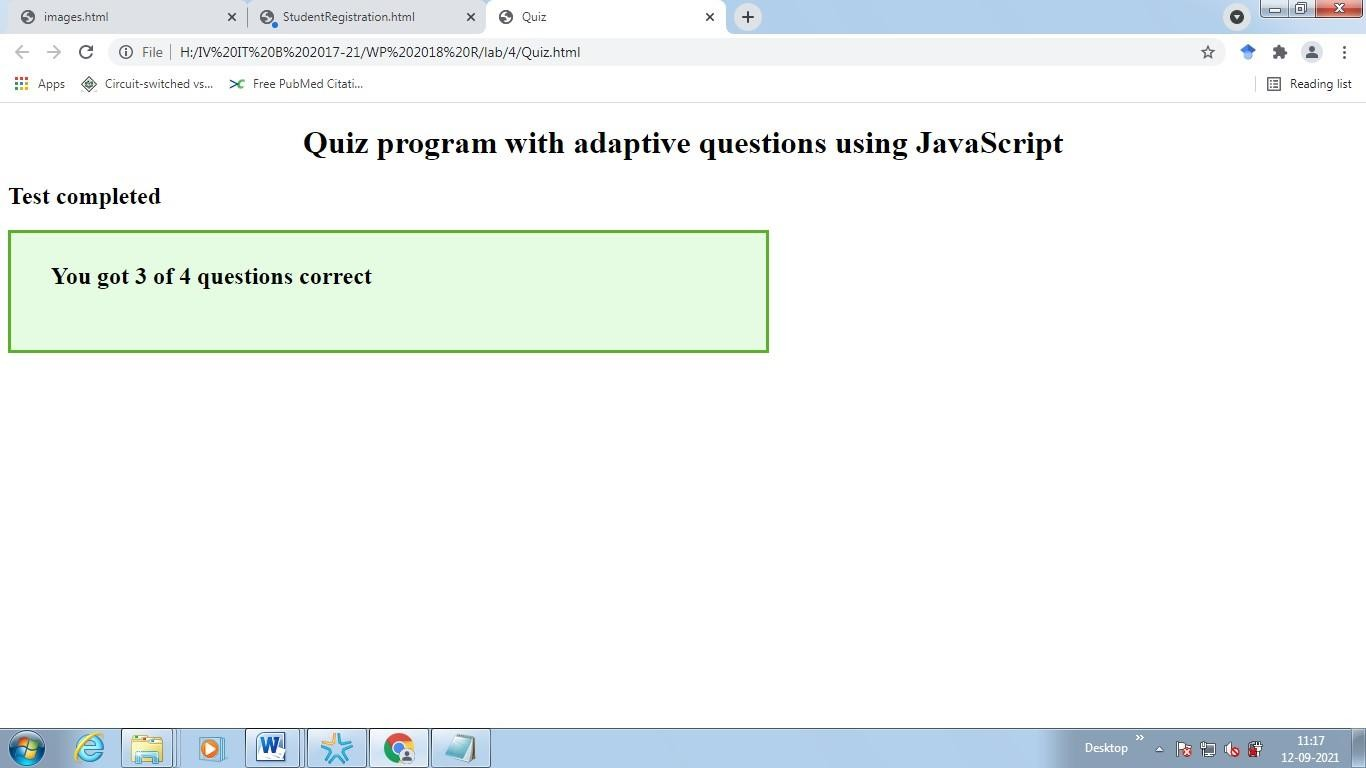 images.html
StudentRegistration.html
Quiz
File
H:/IV%20IT%20B%202017-21/WP%202018%20R/lab/4/Quiz.html
Apps
Circuit-switched vs...
Free PubMed Citati...
Reading list
Quiz program with adaptive questions using JavaScript
Test completed
You got 3 of 4 questions correct
Desktop
11:17
12-09-2021